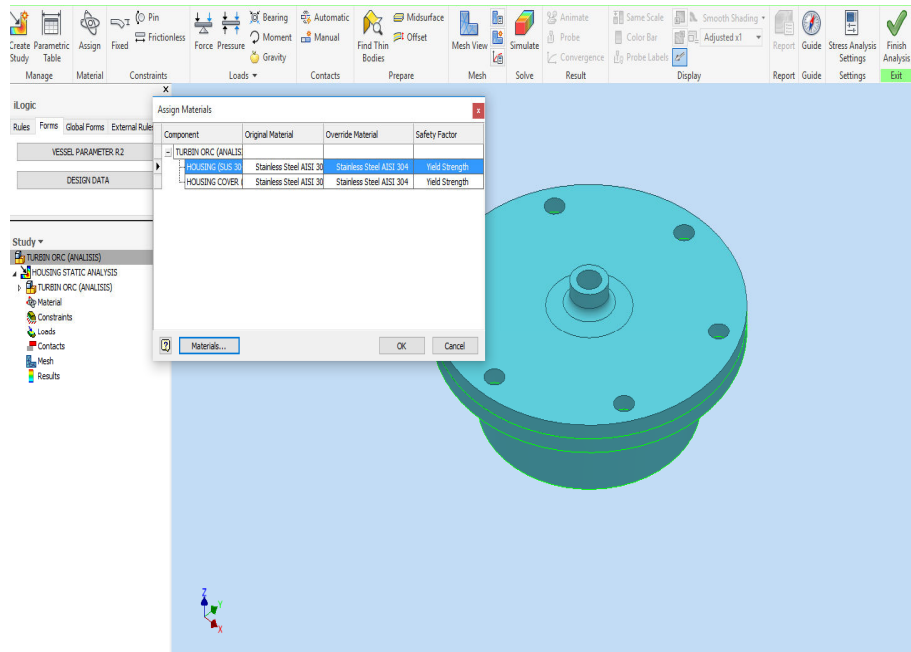 Pin
Bearing
Automatic
Midsurface
Animate
Same Scale
Smooth Shading
Frictionless
Moment
Manual
Offset
Probe
Color Bar
Adjusted x1
Gravity
Convergence
Probe Labels
Create Study
Parametric Table
Assign
Fixed
Force
Pressure
Find Thin Bodies
Mesh View
Simulate
Report
Guide
Stress Analysis Settings
Finish Analysis
Manage
Material
Constraints
Loads
Contacts
Prepare
Mesh
Solve
Result
Display
Report
Guide
Settings
Exit
x
iLogic
Rules
Forms
Global Forms
External Rules
VESSEL PARAMETER R2
DESIGN DATA
Assign Materials
x
Component
Original Material
Override Material
Safety Factor
TURBIN ORC (ANALIS
HOUSING (SUS 30
Stainless Steel AISI 30
Stainless Steel AISI 304
Yield Strength
HOUSING COVER (
Stainless Steel AISI 30
Stainless Steel AISI 304
Yield Strength
?
Materials...
OK
Cancel
Study
TURBIN ORC (ANALISIS)
HOUSING STATIC ANALYSIS
TURBIN ORC (ANALISIS)
Material
Constraints
Loads
Contacts
Mesh
Results
Z
Y
X